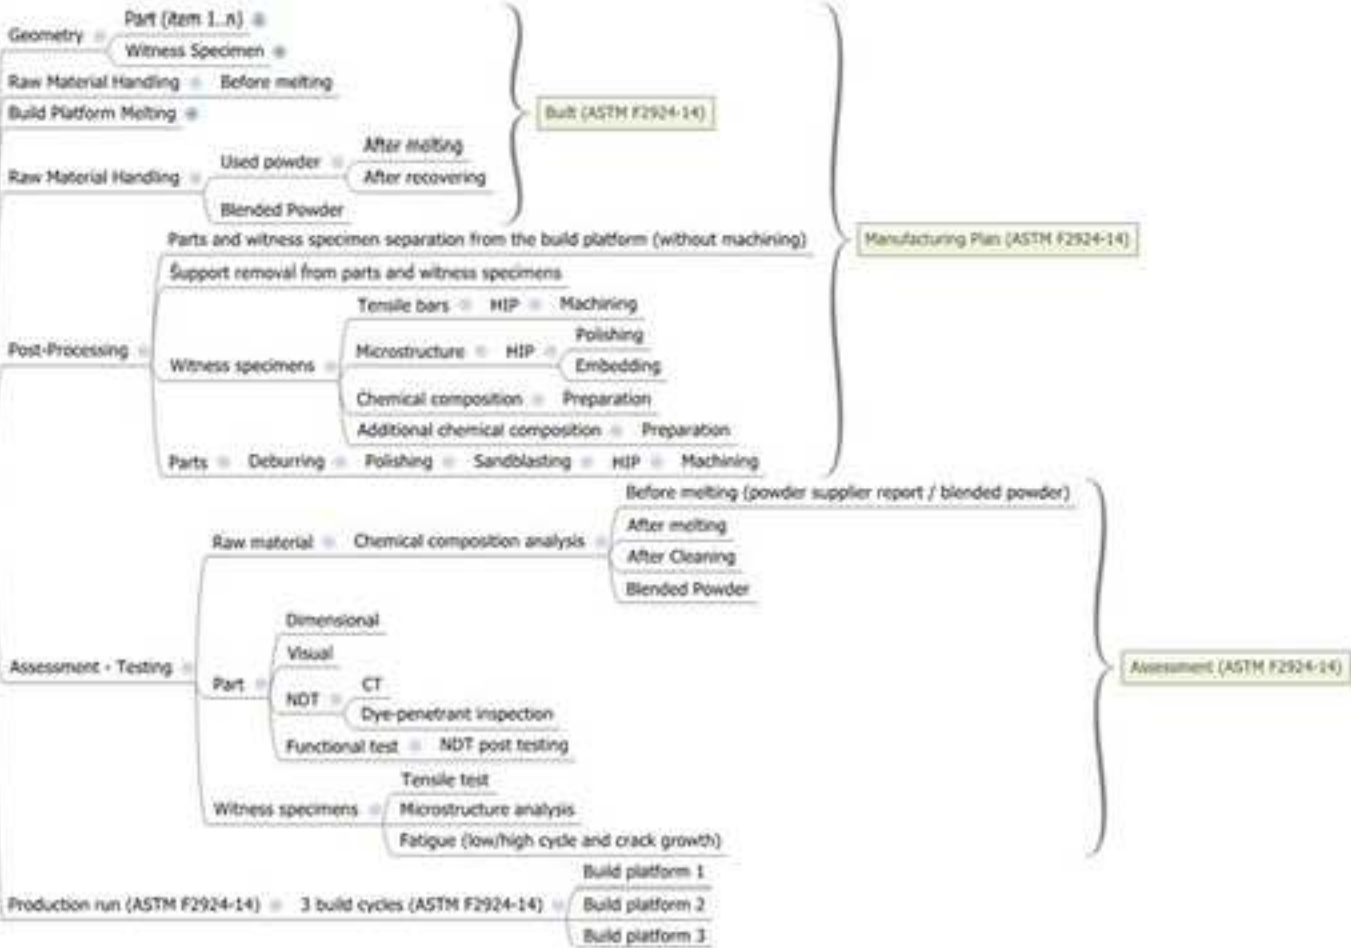 Part (item 1..n)
Geometry
Witness Specimen
Raw Material Handling Before melting
Build Platform Melting
Built (ASTM F2924-14)
After melting
Used powder
Raw Material Handling
After recovering
Blended Powder
Parts and witness specimen separation from the build platform (without machining)
Manufacturing Plan (ASTM F2924-14)
Support removal from parts and witness specimens
Tensile bars HIP Machining
Polishing
Post-Processing
Microstructure HIP
Witness specimens
Embedding
Chemical composition Preparation
Additional chemical composition Preparation
Parts Deburring Polishing Sandblasting HIP Machining
Before melting (powder supplier report / blended powder)
After melting
Raw material Chemical composition analysis
After Cleaning
Blended Powder
Dimensional
Visual
Assessment - Testing
Assessment (ASTM F2924-14)
Part
CT
NDT
Dye-penetrant inspection
Functional test NDT post testing
Tensile test
Witness specimens
Microstructure analysis
Fatigue (low/high cycle and crack growth)
Build platform 1
Production run (ASTM F2924-14) 3 build cycles (ASTM F2924-14) Build platform 2
Build platform 3